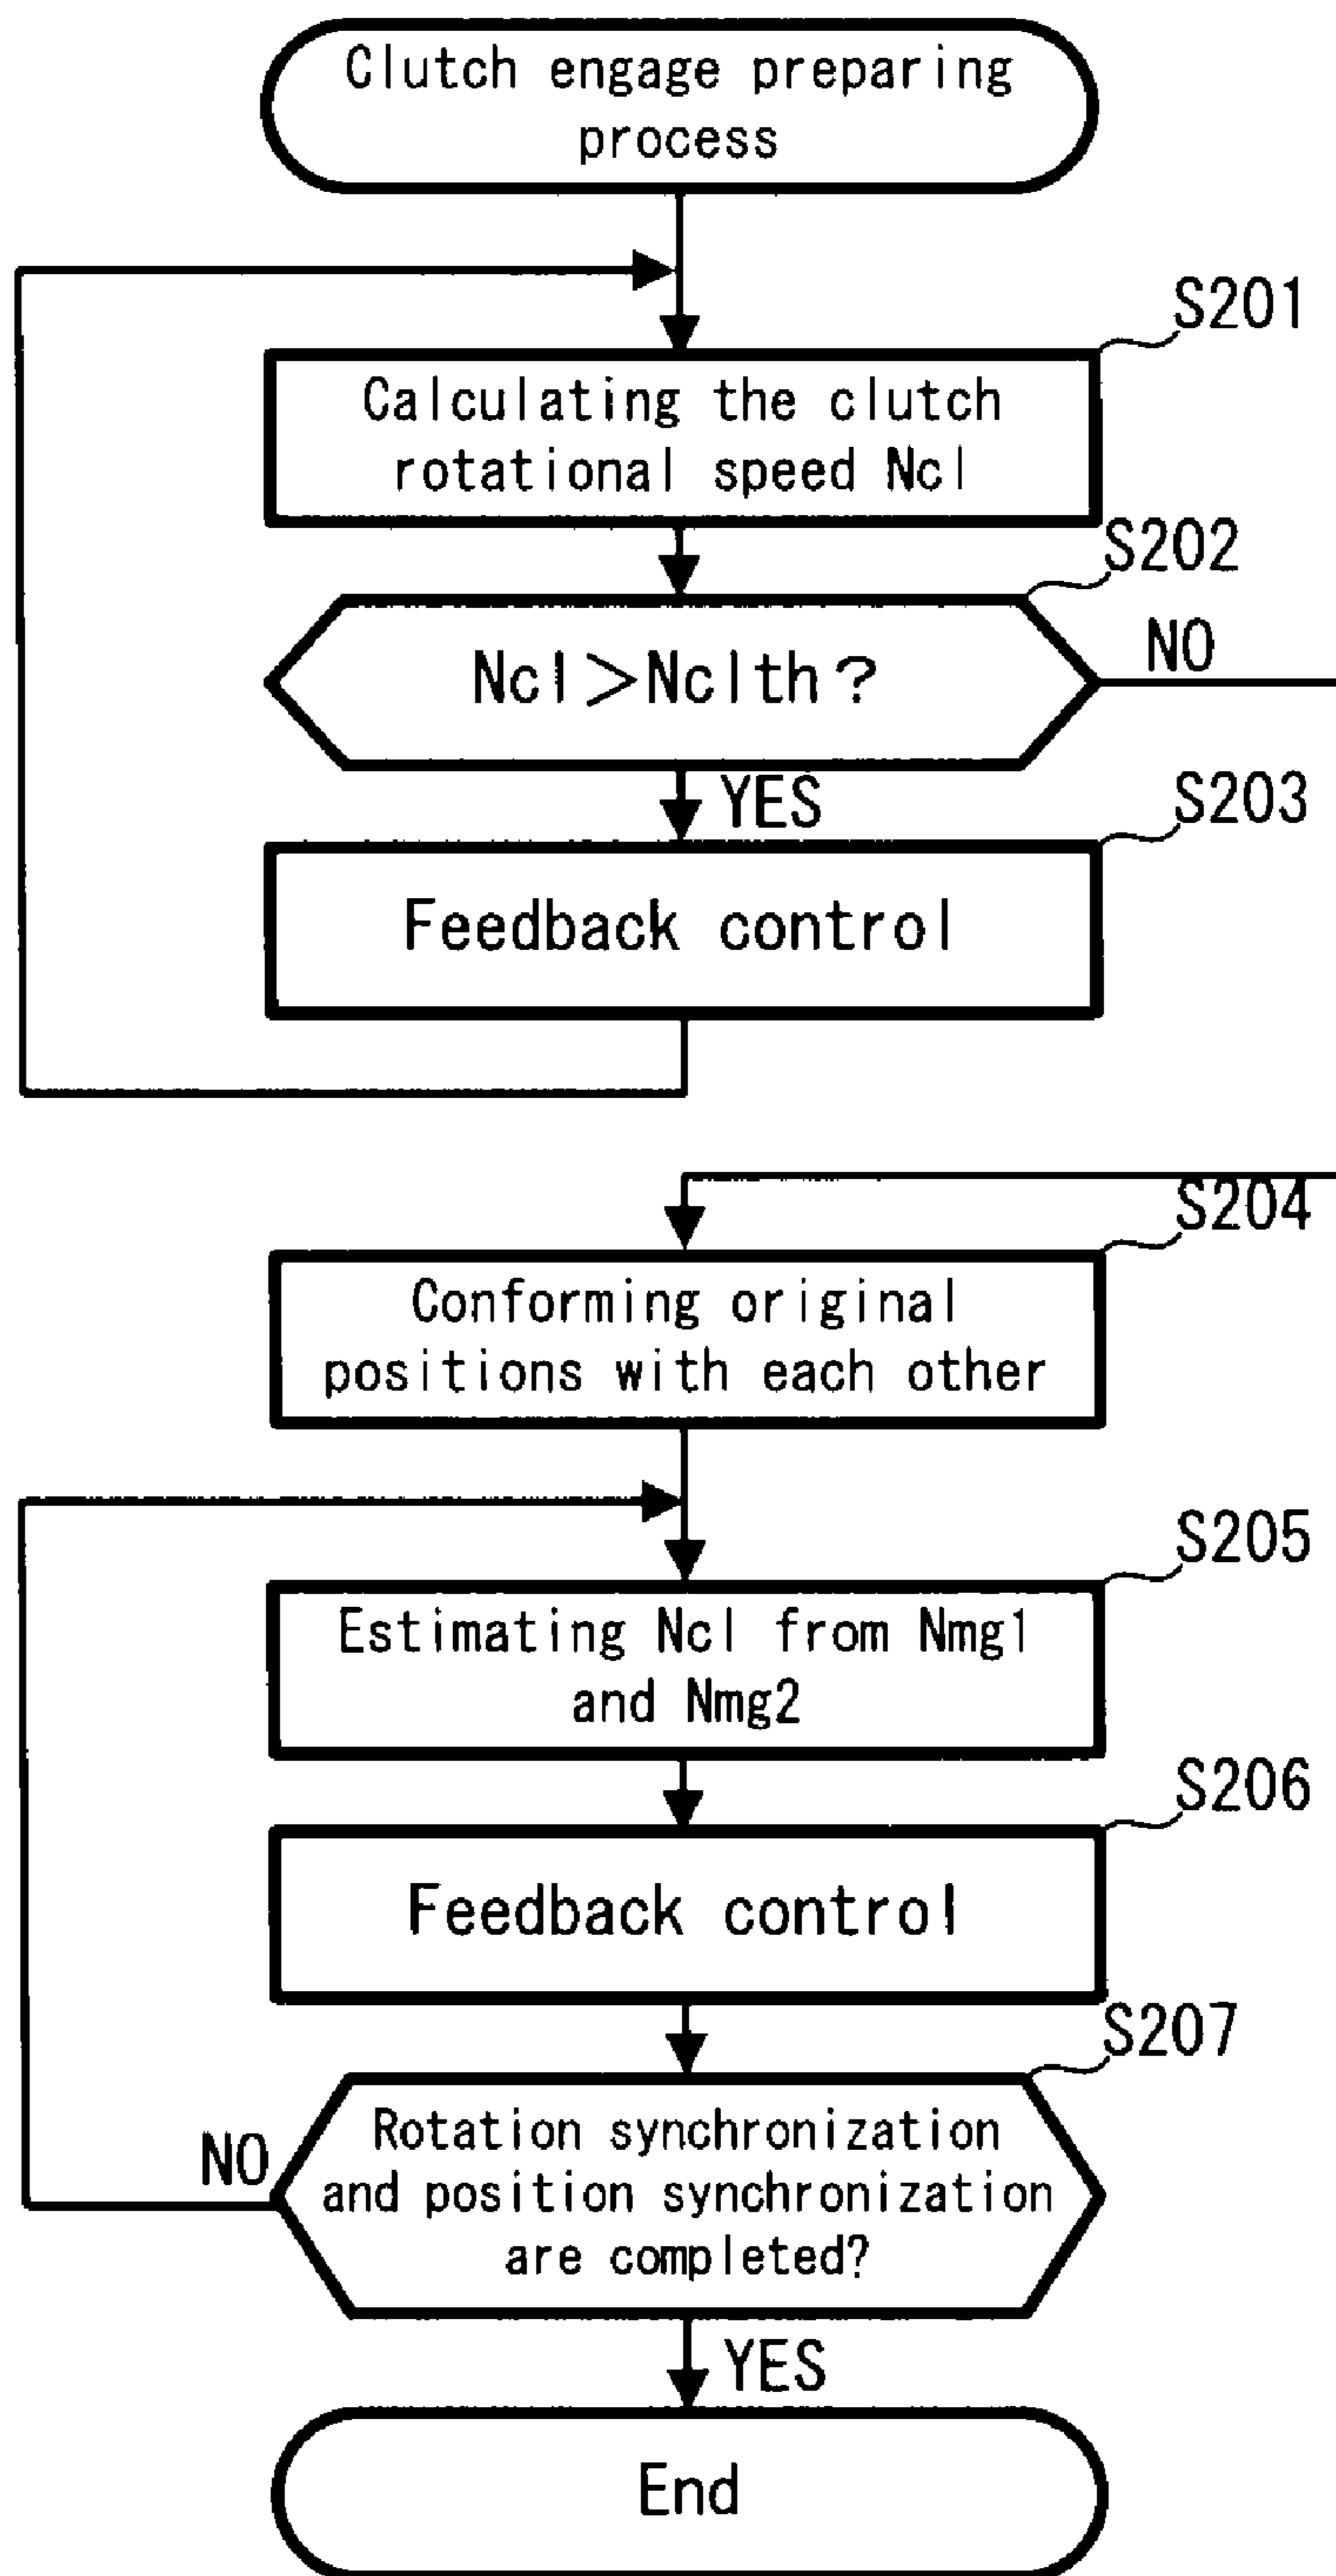 Clutch engage preparing
process
S201
Calculating the clutch
rotational speed Ncl
S202
Ncl>Nclth?
NO
YES
S203
Feedback control
S204
Conforming original
positions with each other
S205
Estimating Ncl from Nmg1
and Nmg2
S206
Feedback control
S207
Rotation synchronization
and position synchronization
are completed?
NO
YES
End